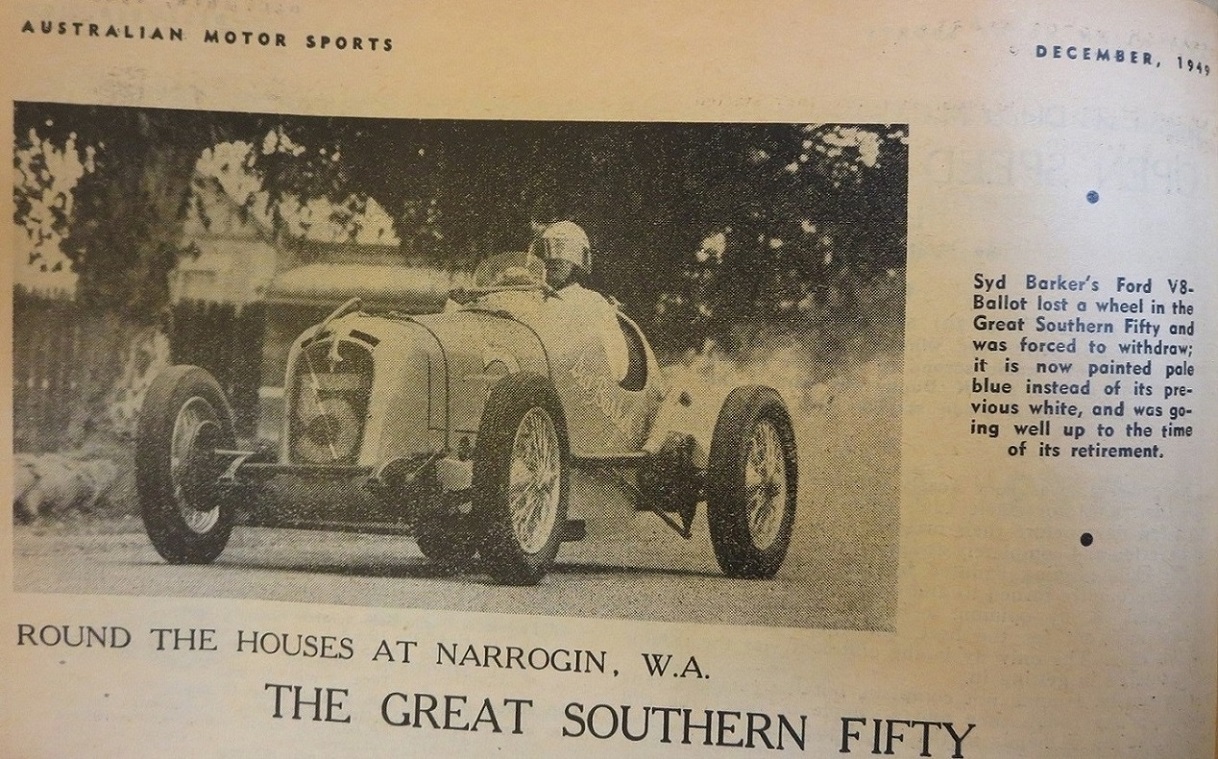 AUSTRALIAN MOTOR SPORTS
DECEMBER, 1949
Syd Barker's Ford V8-
Ballot lost a wheel in the
Great Southern Fifty and
was forced to withdraw;
it is now painted pale
blue instead of its pre-
vious white, and was go-
ing well up to the time
of its retirement.
ROUND THE HOUSES AT NARROGIN, W.A.
THE GREAT SOUTHERN FIFTY